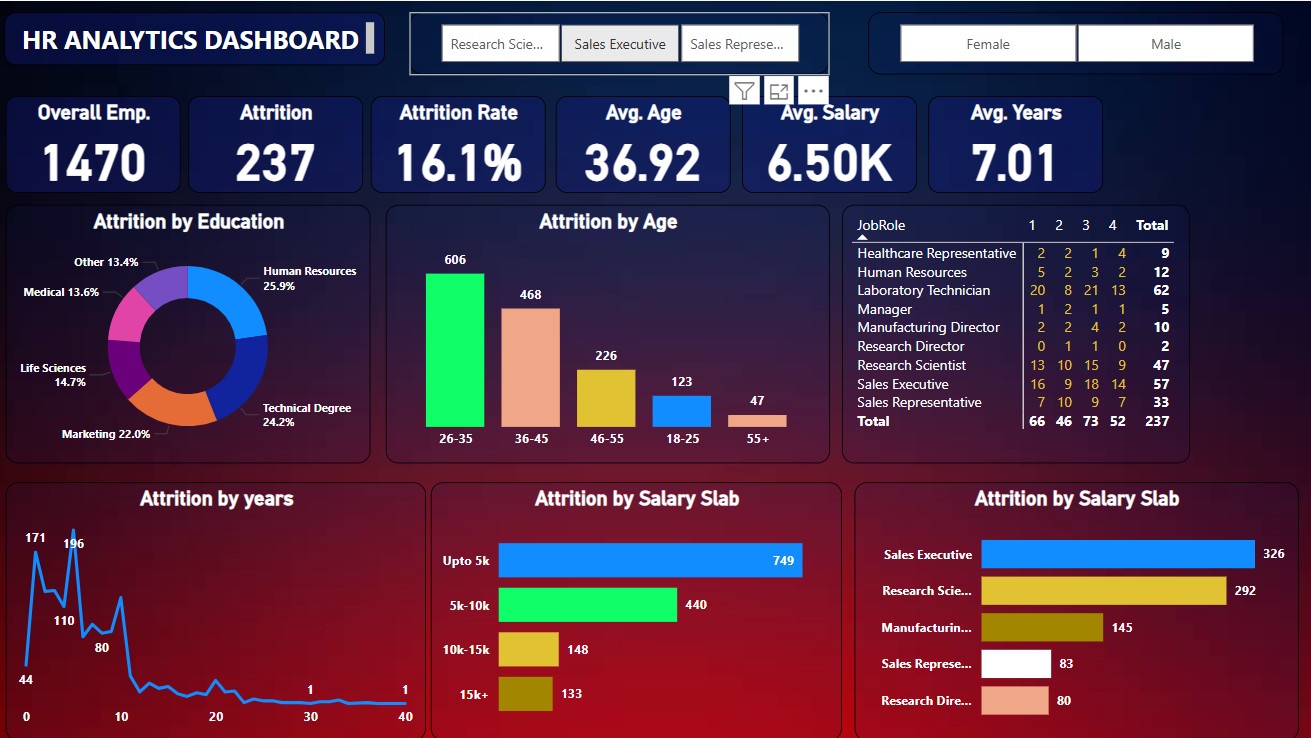 HR ANALYTICS DASHBOARD
Research Scie...
Sales Executive
Sales Represe...
Female
Male
Overall Emp.
1470
Attrition
237
Attrition Rate
16.1%
Avg. Age
36.92
Avg. Salary
6.50K
Avg. Years
7.01
Attrition by Education
Other 13.4%
Human Resources
25.9%
Medical 13.6%
Life Sciences
14.7%
Technical Degree
24.2%
Marketing 22.0%
Attrition by Age
606
468
226
123
47
26-35 36-45 46-55 18-25 55+
JobRole 1 2 3 4 Total
Healthcare Representative 2 2 1 4 9
Human Resources 5 2 3 2 12
Laboratory Technician 20 8 21 13 62
Manager 1 2 1 1 5
Manufacturing Director 2 2 4 2 10
Research Director 0 1 1 0 2
Research Scientist 13 10 15 9 47
Sales Executive 16 9 18 14 57
Sales Representative 7 10 9 7 33
Total 66 46 73 52 237
Attrition by years
171
196
110
80
44
1
1
0 10 20 30 40
Attrition by Salary Slab
Upto 5k 749
5k-10k 440
10k-15k 148
15k+ 133
Attrition by Salary Slab
Sales Executive 326
Research Scie... 292
Manufacturin... 145
Sales Represe... 83
Research Dire... 80